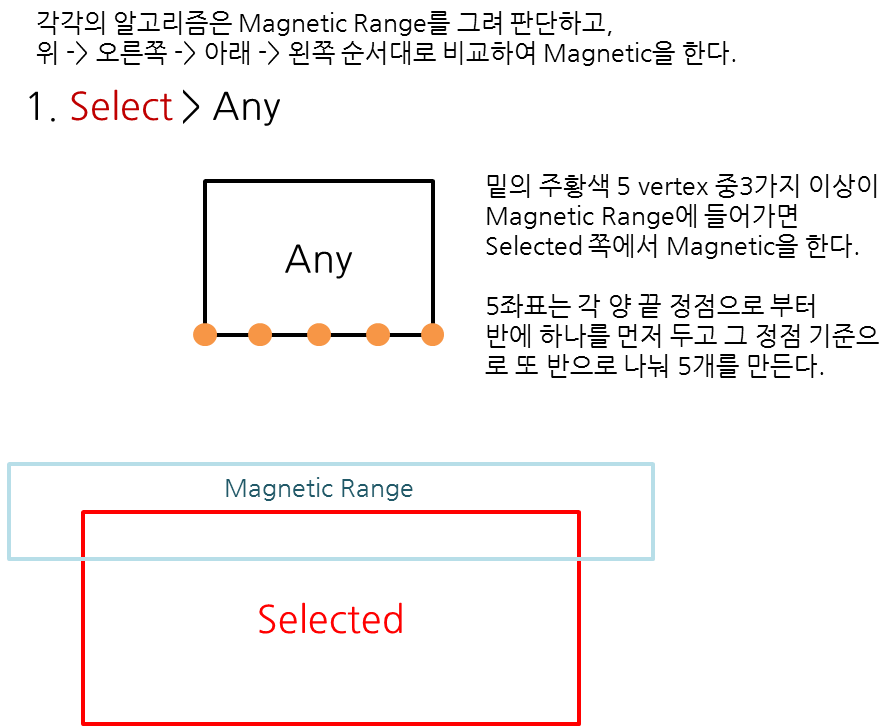 각각의 알고리즘은 Magnetic Range를 그려 판단하고,
위 -> 오른쪽 -> 아래 -> 왼쪽 순서대로 비교하여 Magnetic을 한다.
1. Select > Any
Any
밑의 주황색 5 vertex 중3가지 이상이
Magnetic Range에 들어가면
Selected 쪽에서 Magnetic을 한다.
5좌표는 각 양 끝 정점으로 부터
반에 하나를 먼저 두고 그 정점 기준으
로 또 반으로 나눠 5개를 만든다.
Magnetic Range
Selected